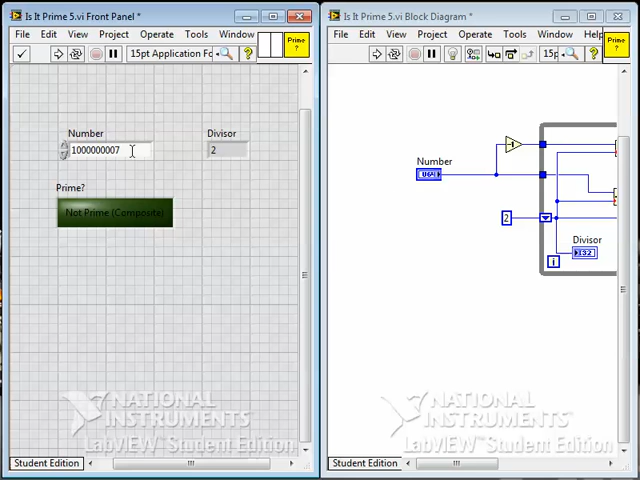 Is It Prime 5.vi Front Panel *
File Edit View Project Operate Tools Window
15pt Application Fo
Prime ?
Number
1000000007
Divisor
2
Prime?
Not Prime (Composite)
NATIONAL
INSTRUMENTS
LabVIEW Student Edition
Student Edition
Is It Prime 5.vi Block Diagram *
File Edit View Project Operate Tools Window Help
15p
Prime ?
Number
U64
-1
2
Divisor
I32
i
NATIONAL
INSTRUMENTS
LabVIEW Student Edition
Student Edition